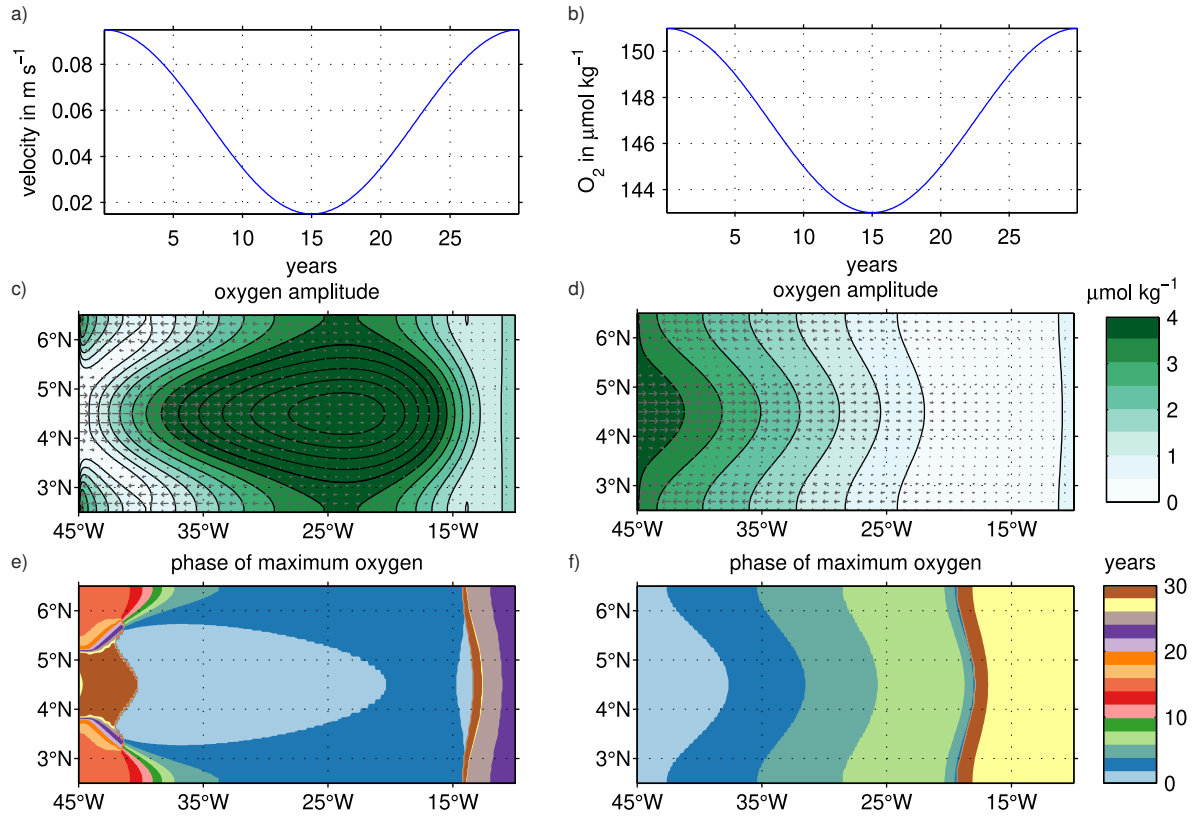 a)
b)
velocity in m s⁻¹
0.08
0.06
0.04
0.02
5
10
15
20
25
years
O₂ in µmol kg⁻¹
150
148
146
144
5
10
15
20
25
years
c)
oxygen amplitude
6°N
5°N
4°N
3°N
45°W
35°W
25°W
15°W
d)
oxygen amplitude
6°N
5°N
4°N
3°N
45°W
35°W
25°W
15°W
µmol kg⁻¹
4
3
2
1
0
e)
phase of maximum oxygen
6°N
5°N
4°N
3°N
45°W
35°W
25°W
15°W
f)
phase of maximum oxygen
6°N
5°N
4°N
3°N
45°W
35°W
25°W
15°W
years
30
20
10
0